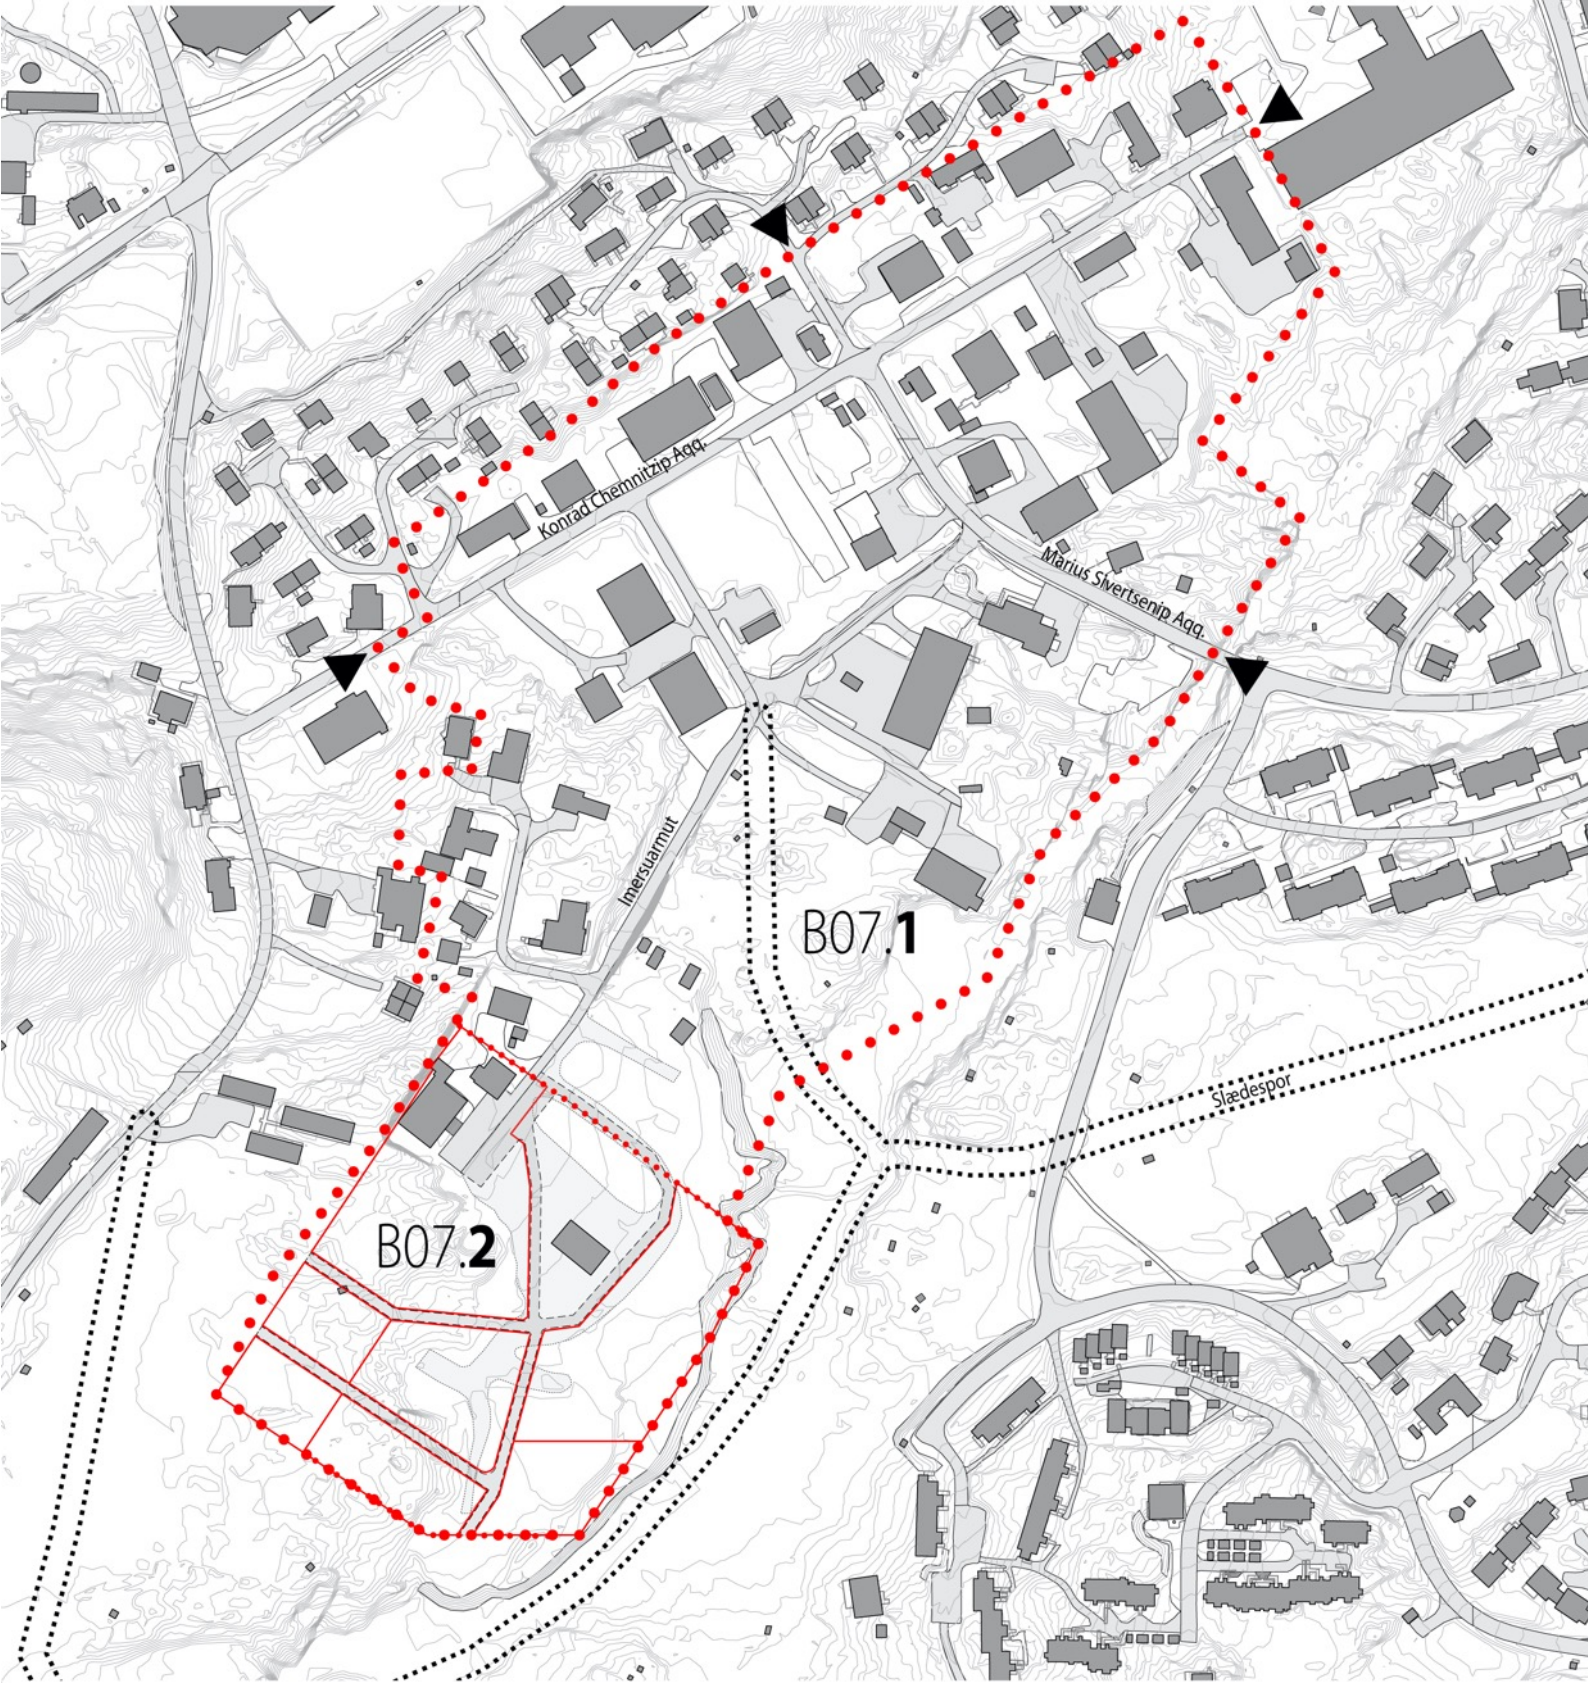 Konrad Chemnitzip Aqq.
Marius Sivertsenip Aqq.
Imersuarmut
B07.1
Slædespor
B07.2